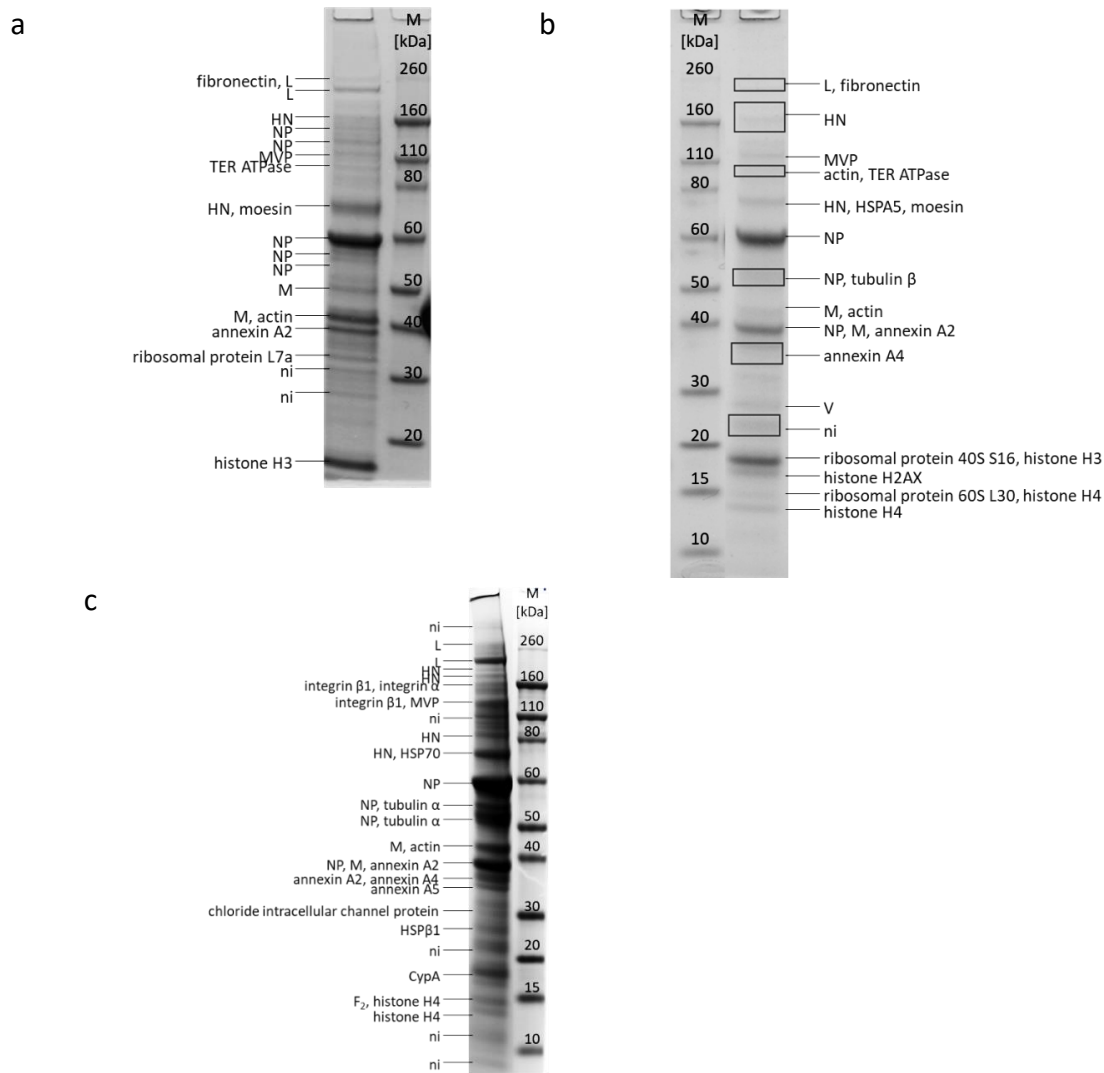 a
M
[kDa]
260
160
110
80
60
50
40
30
20
fibronectin, L
L
HN
NP
NP
MVP
TER ATPase
HN, moesin
NP
NP
NP
M
M, actin
annexin A2
ribosomal protein L7a
ni
ni
histone H3
b
M
[kDa]
260
160
110
80
60
50
40
30
20
15
10
L, fibronectin
HN
MVP
actin, TER ATPase
HN, HSPA5, moesin
NP
NP, tubulin β
M, actin
NP, M, annexin A2
annexin A4
V
ni
ribosomal protein 40S S16, histone H3
histone H2AX
ribosomal protein 60S L30, histone H4
histone H4
c
M
[kDa]
260
160
110
80
60
50
40
30
20
15
10
ni
L
L
HN
HN
integrin β1, integrin α
integrin β1, MVP
ni
HN
HN, HSP70
NP
NP, tubulin α
NP, tubulin α
M, actin
NP, M, annexin A2
annexin A2, annexin A4
annexin A5
chloride intracellular channel protein
HSPβ1
ni
CypA
F₂, histone H4
histone H4
ni
ni